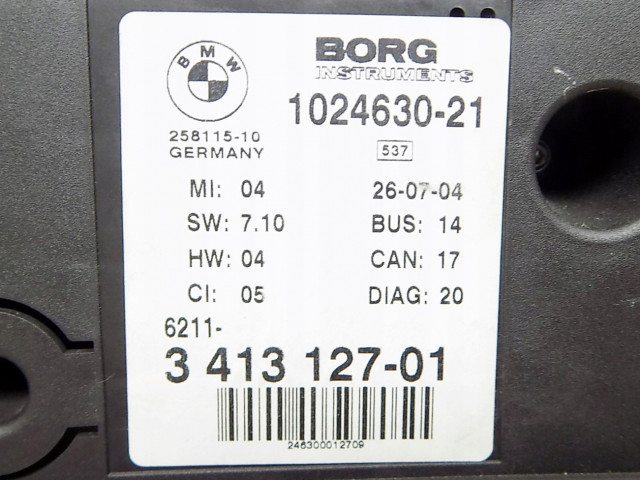 BMW
BORG
INSTRUMENTS
1024630-21
258115-10
GERMANY
537
MI: 04 26-07-04
SW: 7.10 BUS: 14
HW: 04 CAN: 17
CI: 05 DIAG: 20
6211-
3 413 127-01
246300012709